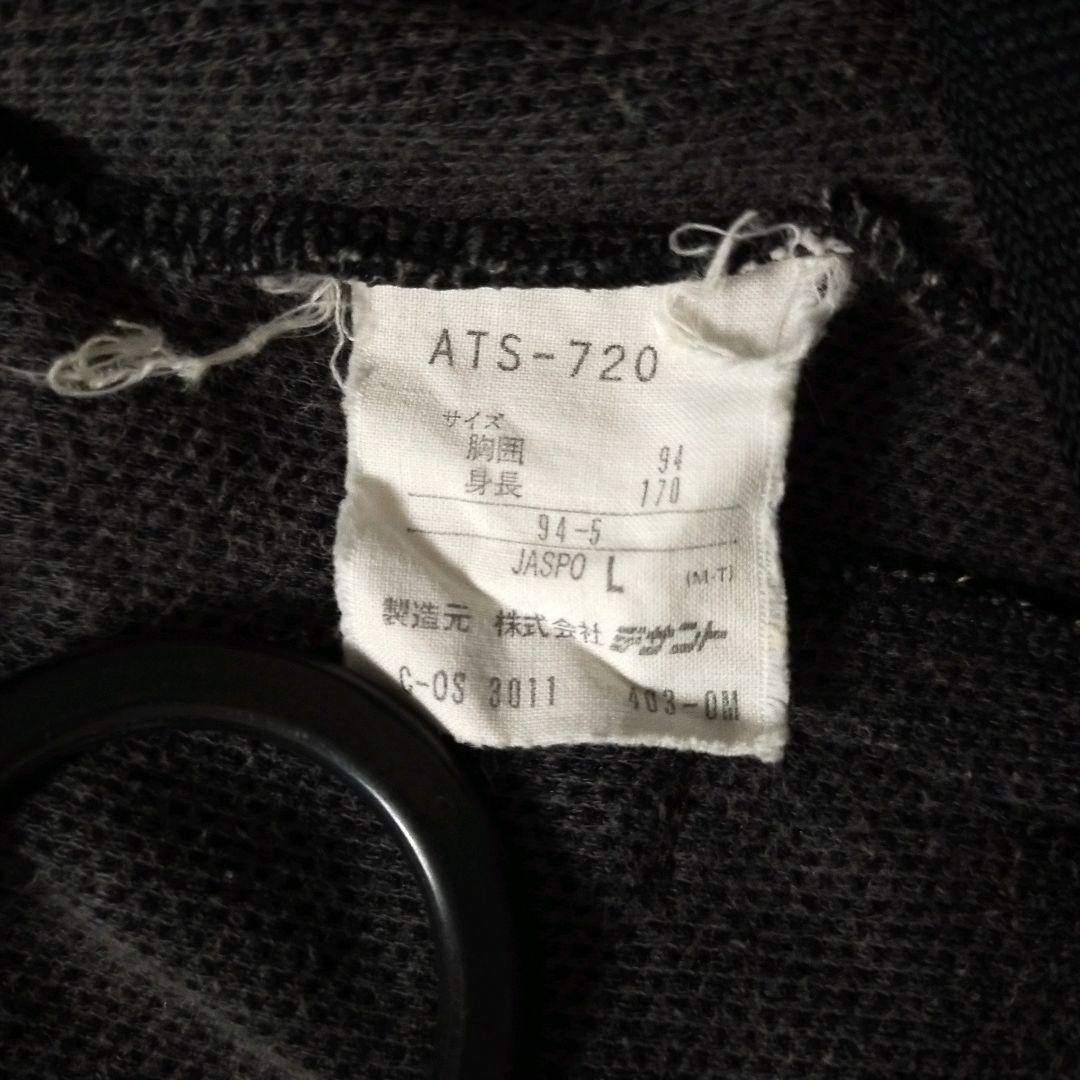 ATS-720
サイズ
胸囲 94
身長 170
94-5
JASPO L (M-T)
製造元 株式会社デサント
C-OS 3011 403-0M